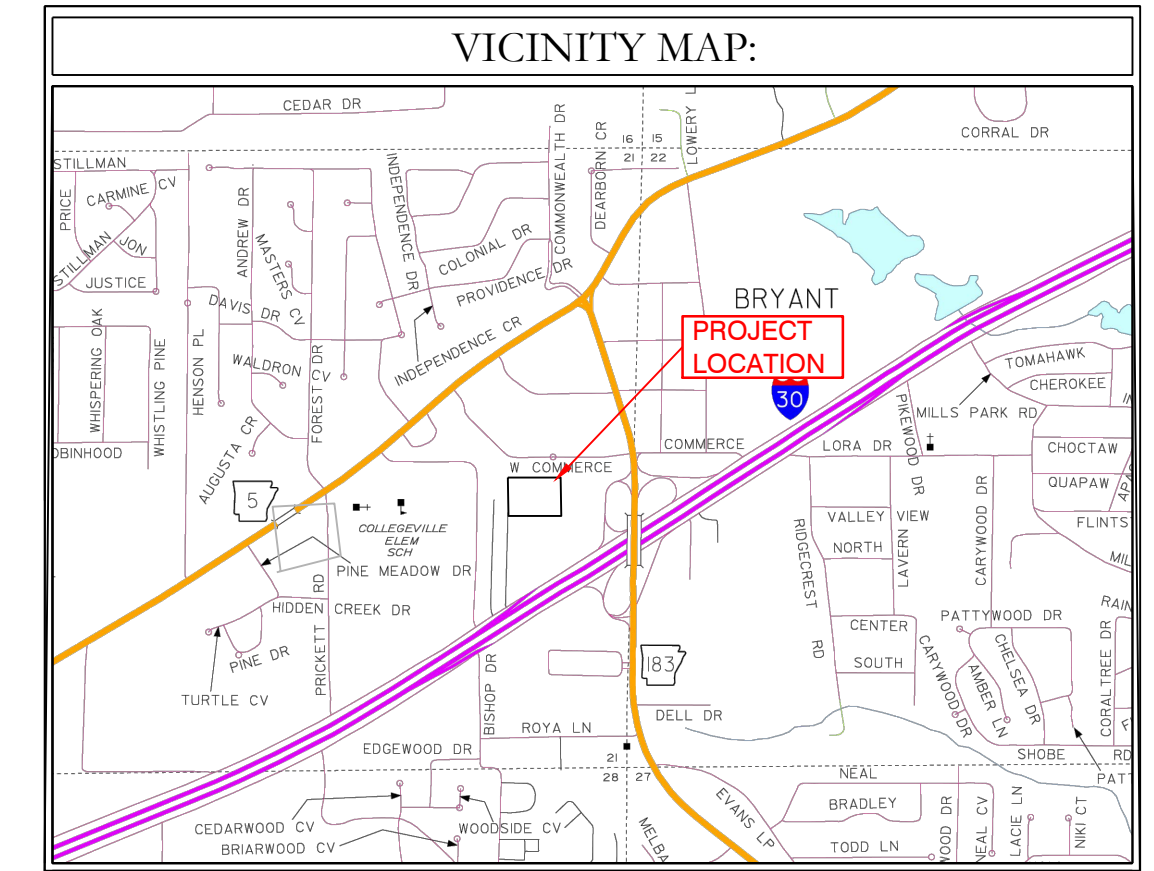 VICINITY MAP:
CEDAR DR
COMMONWEALTH DR
DEARBORN CR
16 15
21 22
LOWERY L
CORRAL DR
STILLMAN
PRICE
CARMINE CV
STILLMAN
JON
JUSTICE
ANDREW DR
MASTERS CV
INDEPENDENCE DR
COLONIAL DR
PROVIDENCE DR
DAVIS DR
WALDRON CV
INDEPENDENCE CR
BRYANT
PROJECT
LOCATION
30
TOMAHAWK
CHEROKEE
MILLS PARK RD
WHISPERING OAK
WHISTLING PINE
HENSON PL
FOREST DR
AUGUSTA CR
OBINHOOD
COMMERCE
W COMMERCE
LORA DR
PIKEWOOD DR
CHOCTAW
QUAPAW
FLINTS
MIL
5
COLLEGEVILLE
ELEM
SCH
PINE MEADOW DR
VALLEY VIEW
NORTH
LAVERN
CARYWOOD DR
RIDGECREST
RD
HIDDEN CREEK DR
PRICKETT RD
PINE DR
TURTLE CV
CENTER
SOUTH
PATTYWOOD DR
CARYWOOD DR
CHELSEA DR
AMBER LN
CORALTREE DR
RAIN
183
BISHOP DR
DELL DR
ROYA LN
EDGEWOOD DR
21
28 27
SHOBE RD
PATT
NEAL
BRADLEY
TODD LN
EVANS LP
MELBA
CEDARWOOD CV
WOODSIDE CV
BRIARWOOD CV
WOOD DR
NEAL CV
LACIE LN
NIKI CT